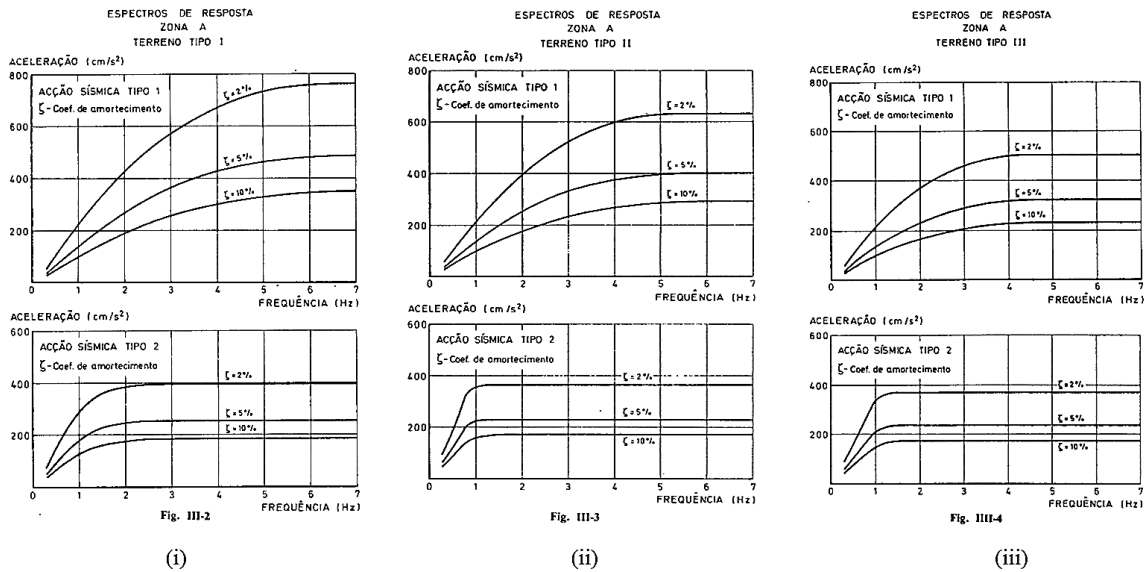 ESPECTROS DE RESPOSTA
ZONA A
TERRENO TIPO I
ACELERAÇÃO (cm/s²)
800
600
400
200
ACÇÃO SÍSMICA TIPO 1
ζ-Coef. de amortecimento
ζ = 2%
ζ = 5%
ζ = 10%
0 1 2 3 4 5 6 7
FREQUÊNCIA (Hz)
ACELERAÇÃO (cm/s²)
600
400
200
ACÇÃO SÍSMICA TIPO 2
ζ-Coef. de amortecimento
ζ = 2%
ζ = 5%
ζ = 10%
0 1 2 3 4 5 6 7
FREQUÊNCIA (Hz)
Fig. III-2
(i)
ESPECTROS DE RESPOSTA
ZONA A
TERRENO TIPO II
ACELERAÇÃO (cm/s²)
800
600
400
200
ACÇÃO SÍSMICA TIPO 1
ζ-Coef. de amortecimento
ζ = 2%
ζ = 5%
ζ = 10%
0 1 2 3 4 5 6 7
FREQUÊNCIA (Hz)
ACELERAÇÃO (cm/s²)
600
400
200
ACÇÃO SÍSMICA TIPO 2
ζ-Coef. de amortecimento
ζ = 2%
ζ = 5%
ζ = 10%
0 1 2 3 4 5 6 7
FREQUÊNCIA (Hz)
Fig. III-3
(ii)
ESPECTROS DE RESPOSTA
ZONA A
TERRENO TIPO III
ACELERAÇÃO (cm/s²)
800
600
400
200
ACÇÃO SÍSMICA TIPO 1
ζ-Coef. de amortecimento
ζ = 2%
ζ = 5%
ζ = 10%
0 1 2 3 4 5 6 7
FREQUÊNCIA (Hz)
ACELERAÇÃO (cm/s²)
600
400
200
ACÇÃO SÍSMICA TIPO 2
ζ-Coef. de amortecimento
ζ = 2%
ζ = 5%
ζ = 10%
0 1 2 3 4 5 6 7
FREQUÊNCIA (Hz)
Fig. IIII-4
(iii)